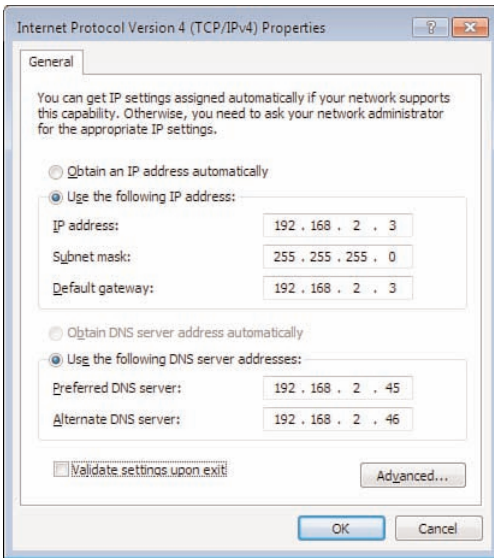 Internet Protocol Version 4 (TCP/IPv4) Properties
General
You can get IP settings assigned automatically if your network supports
this capability. Otherwise, you need to ask your network administrator
for the appropriate IP settings.
Obtain an IP address automatically
Use the following IP address:
IP address: 192 . 168 . 2 . 3
Subnet mask: 255 . 255 . 255 . 0
Default gateway: 192 . 168 . 2 . 3
Obtain DNS server address automatically
Use the following DNS server addresses:
Preferred DNS server: 192 . 168 . 2 . 45
Alternate DNS server: 192 . 168 . 2 . 46
Validate settings upon exit
Advanced...
OK Cancel